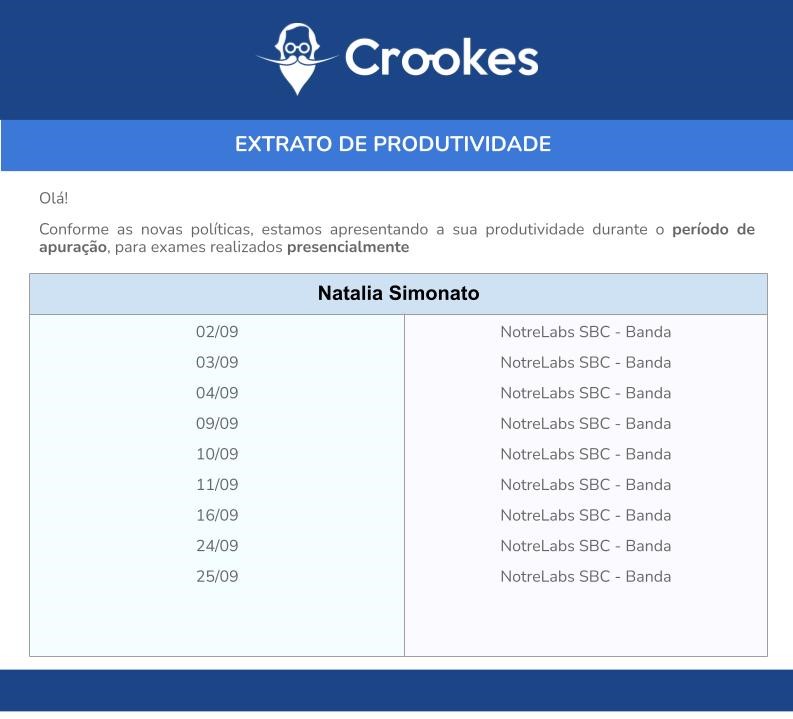 Crookes
EXTRATO DE PRODUTIVIDADE
Olá!
Conforme as novas políticas, estamos apresentando a sua produtividade durante o período de
apuração, para exames realizados presencialmente
Natalia Simonato
02/09 NotreLabs SBC - Banda
03/09 NotreLabs SBC - Banda
04/09 NotreLabs SBC - Banda
09/09 NotreLabs SBC - Banda
10/09 NotreLabs SBC - Banda
11/09 NotreLabs SBC - Banda
16/09 NotreLabs SBC - Banda
24/09 NotreLabs SBC - Banda
25/09 NotreLabs SBC - Banda